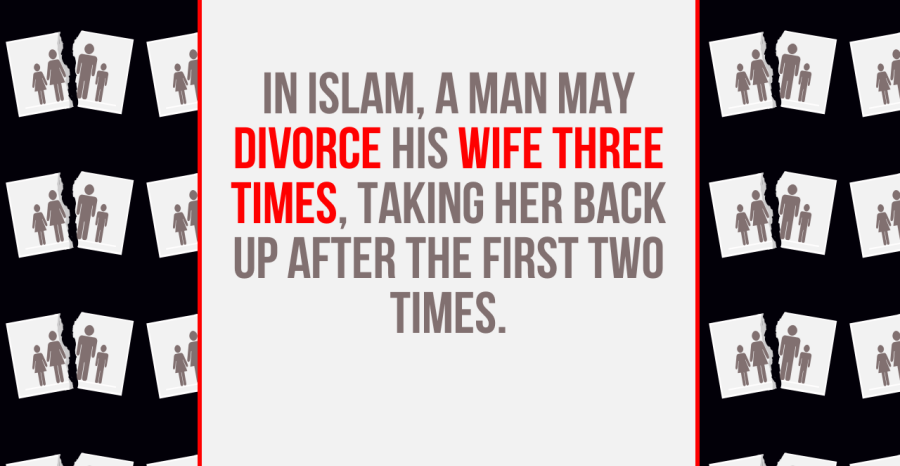 IN ISLAM, A MAN MAY
DIVORCE HIS WIFE THREE
TIMES, TAKING HER BACK
UP AFTER THE FIRST TWO
TIMES.